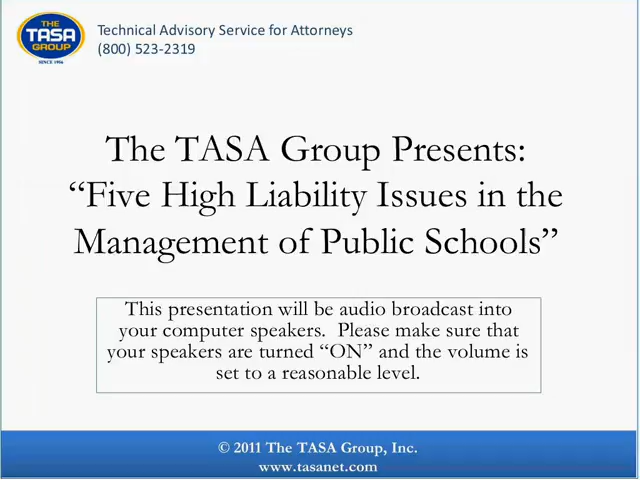 THE
TASA
GROUP
SINCE 1956
Technical Advisory Service for Attorneys
(800) 523-2319
The TASA Group Presents:
“Five High Liability Issues in the
Management of Public Schools”
This presentation will be audio broadcast into
your computer speakers.  Please make sure that
your speakers are turned “ON” and the volume is
set to a reasonable level.
© 2011 The TASA Group, Inc.
www.tasanet.com